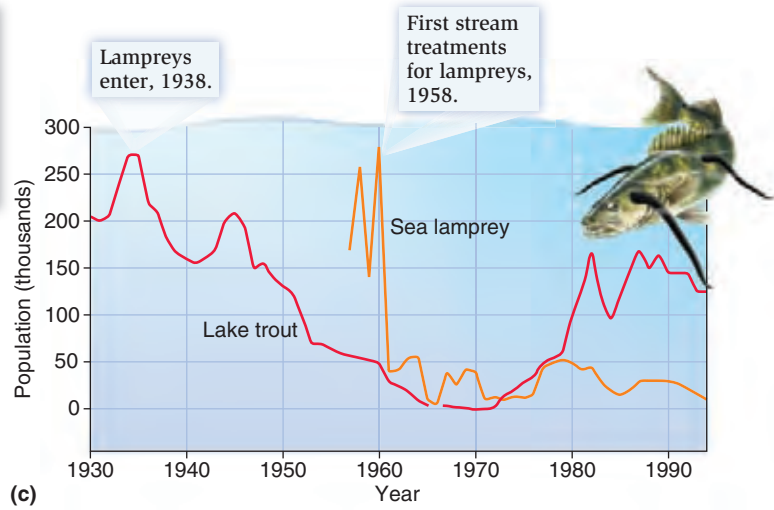 Lampreys
enter, 1938.
First stream
treatments
for lampreys,
1958.
Population (thousands)
300
250
200
150
100
50
0
Sea lamprey
Lake trout
1930 1940 1950 1960 1970 1980 1990
Year
(c)